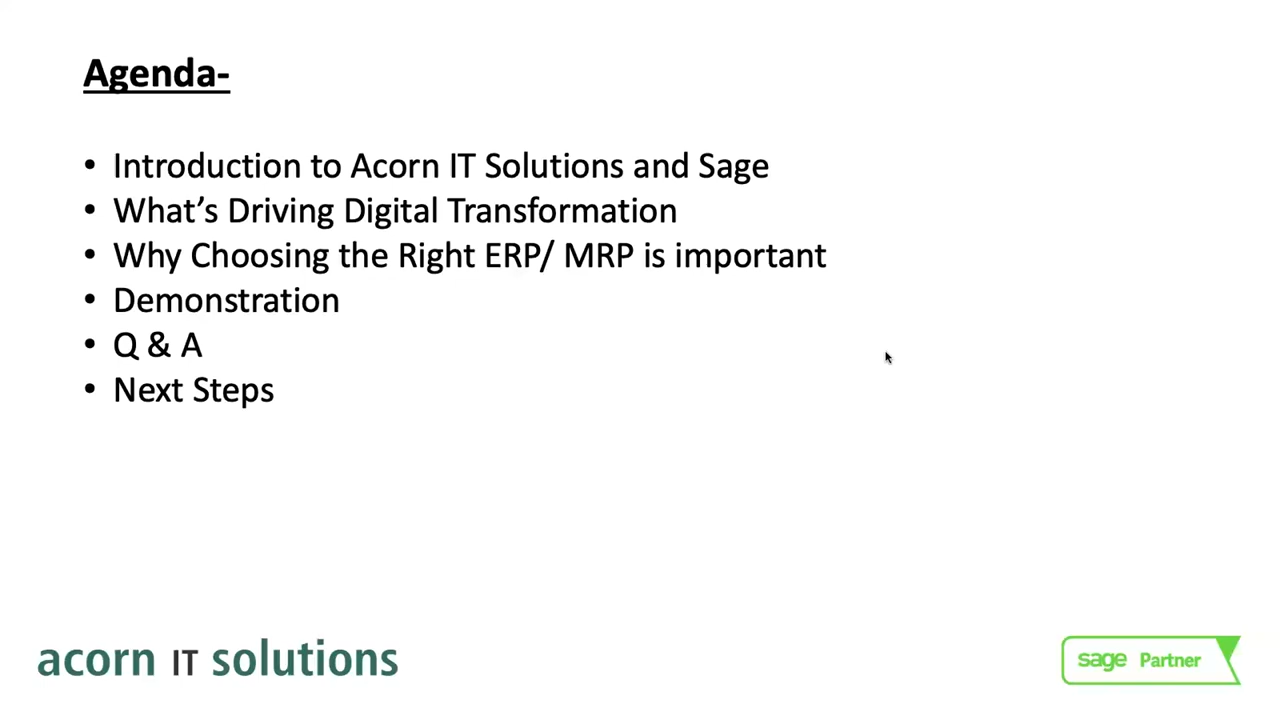 Agenda-
• Introduction to Acorn IT Solutions and Sage
• What’s Driving Digital Transformation
• Why Choosing the Right ERP/ MRP is important
• Demonstration
• Q & A
• Next Steps
acorn IT solutions
sage Partner